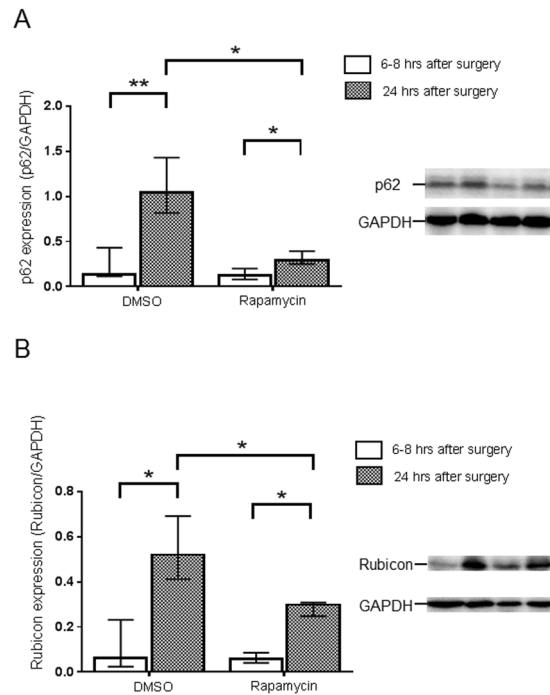 A
*
**
*
6-8 hrs after surgery
24 hrs after surgery
p62 expression (p62/GAPDH)
2.0
1.5
1.0
0.5
0.0
DMSO
Rapamycin
p62
GAPDH
B
*
*
*
6-8 hrs after surgery
24 hrs after surgery
Rubicon expression (Rubicon/GAPDH)
0.8
0.6
0.4
0.2
0.0
DMSO
Rapamycin
Rubicon
GAPDH